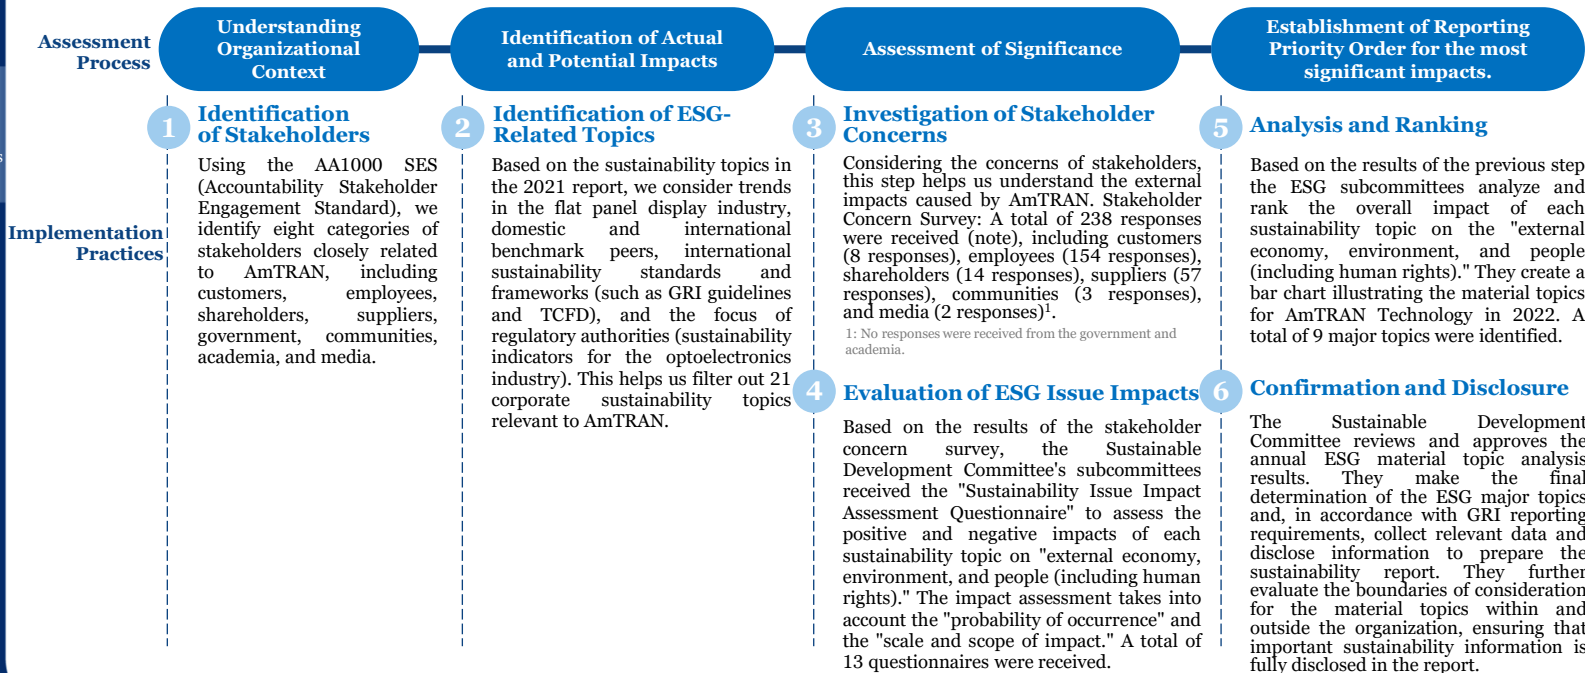 Assessment
Process
Understanding
Organizational
Context
Identification of Actual
and Potential Impacts
Assessment of Significance
Establishment of Reporting
Priority Order for the most
significant impacts.
Implementation
Practices
1
Identification
of Stakeholders
Using the AA1000 SES
(Accountability Stakeholder
Engagement Standard), we
identify eight categories of
stakeholders closely related
to AmTRAN, including
customers, employees,
shareholders, suppliers,
government, communities,
academia, and media.
2
Identification of ESG-
Related Topics
Based on the sustainability topics in
the 2021 report, we consider trends
in the flat panel display industry,
domestic and international
benchmark peers, international
sustainability standards and
frameworks (such as GRI guidelines
and TCFD), and the focus of
regulatory authorities (sustainability
indicators for the optoelectronics
industry). This helps us filter out 21
corporate sustainability topics
relevant to AmTRAN.
3
Investigation of Stakeholder
Concerns
Considering the concerns of stakeholders,
this step helps us understand the external
impacts caused by AmTRAN. Stakeholder
Concern Survey: A total of 238 responses
were received (note), including customers
(8 responses), employees (154 responses),
shareholders (14 responses), suppliers (57
responses), communities (3 responses),
and media (2 responses)¹.
1: No responses were received from the government and
academia.
4
Evaluation of ESG Issue Impacts
Based on the results of the stakeholder
concern survey, the Sustainable
Development Committee's subcommittees
received the "Sustainability Issue Impact
Assessment Questionnaire" to assess the
positive and negative impacts of each
sustainability topic on "external economy,
environment, and people (including human
rights)." The impact assessment takes into
account the "probability of occurrence" and
the "scale and scope of impact." A total of
13 questionnaires were received.
5
Analysis and Ranking
Based on the results of the previous step
the ESG subcommittees analyze and
rank the overall impact of each
sustainability topic on the "external
economy, environment, and people
(including human rights)." They create a
bar chart illustrating the material topics
for AmTRAN Technology in 2022. A
total of 9 major topics were identified.
6
Confirmation and Disclosure
The Sustainable Development
Committee reviews and approves the
annual ESG material topic analysis
results. They make the final
determination of the ESG major topics
and, in accordance with GRI reporting
requirements, collect relevant data and
disclose information to prepare the
sustainability report. They further
evaluate the boundaries of consideration
for the material topics within and
outside the organization, ensuring that
important sustainability information is
fully disclosed in the report.